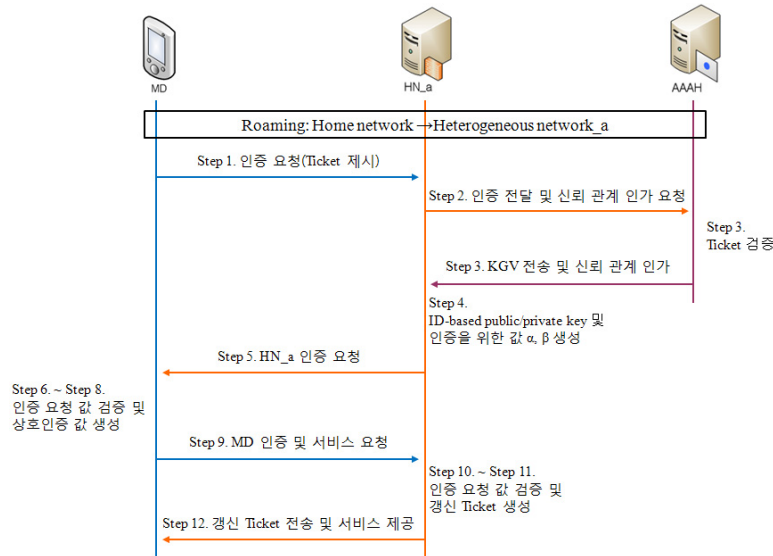 MD
HN_a
AAAH
Roaming: Home network →Heterogeneous network_a
Step 1. 인증 요청(Ticket 제시)
Step 2. 인증 전달 및 신뢰 관계 인가 요청
Step 3.
Ticket 검증
Step 3. KGV 전송 및 신뢰 관계 인가
Step 4.
ID-based public/private key 및
인증을 위한 값 α, β 생성
Step 5. HN_a 인증 요청
Step 6. ~ Step 8.
인증 요청 값 검증 및
상호인증 값 생성
Step 9. MD 인증 및 서비스 요청
Step 10. ~ Step 11.
인증 요청 값 검증 및
갱신 Ticket 생성
Step 12. 갱신 Ticket 전송 및 서비스 제공